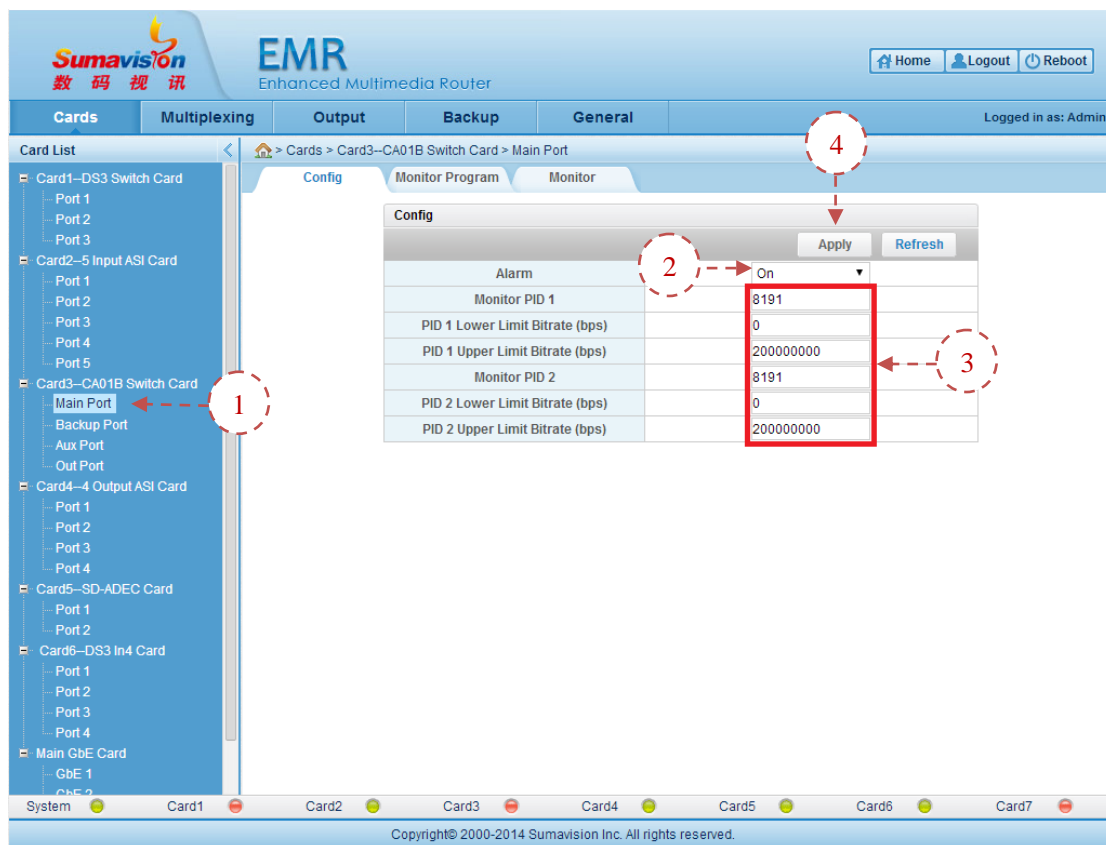 Sumavision
数码视讯
EMR
Enhanced Multimedia Router
Home
Logout
Reboot
Cards
Multiplexing
Output
Backup
General
Logged in as: Admin
Card List
> Cards > Card3--CA01B Switch Card > Main Port
Config
Monitor Program
Monitor
Card1--DS3 Switch Card
Port 1
Port 2
Port 3
Card2--5 Input ASI Card
Port 1
Port 2
Port 3
Port 4
Port 5
Card3--CA01B Switch Card
Main Port
Backup Port
Aux Port
Out Port
Card4--4 Output ASI Card
Port 1
Port 2
Port 3
Port 4
Card5--SD-ADEC Card
Port 1
Port 2
Card6--DS3 In4 Card
Port 1
Port 2
Port 3
Port 4
Main GbE Card
GbE 1
GbE 2
Config
Apply
Refresh
Alarm
On
Monitor PID 1
8191
PID 1 Lower Limit Bitrate (bps)
0
PID 1 Upper Limit Bitrate (bps)
200000000
Monitor PID 2
8191
PID 2 Lower Limit Bitrate (bps)
0
PID 2 Upper Limit Bitrate (bps)
200000000
1
2
3
4
System
Card1
Card2
Card3
Card4
Card5
Card6
Card7
Copyright© 2000-2014 Sumavision Inc. All rights reserved.